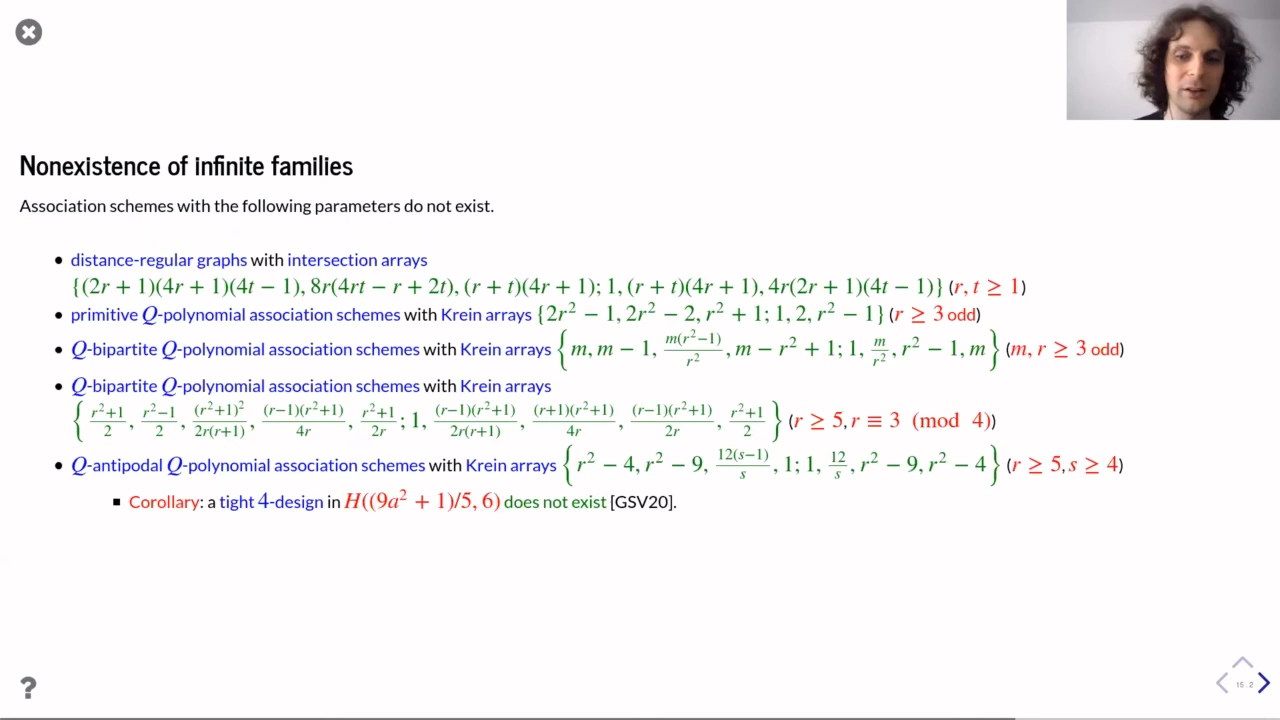 Nonexistence of infinite families
Association schemes with the following parameters do not exist.
• distance-regular graphs with intersection arrays
{(2r + 1)(4r + 1)(4t − 1), 8r(4rt − r + 2t), (r + t)(4r + 1); 1, (r + t)(4r + 1), 4r(2r + 1)(4t − 1)} (r, t ≥ 1)
• primitive Q-polynomial association schemes with Krein arrays {2r² − 1, 2r² − 2, r² + 1; 1, 2, r² − 1} (r ≥ 3 odd)
• Q-bipartite Q-polynomial association schemes with Krein arrays {m, m − 1, m(r²−1)/r², m − r² + 1; 1, m/r², r² − 1, m} (m, r ≥ 3 odd)
• Q-bipartite Q-polynomial association schemes with Krein arrays
{(r²+1)/2, (r²−1)/2, (r²+1)²/2r(r+1), (r−1)(r²+1)/4r, (r²+1)/2r; 1, (r−1)(r²+1)/2r(r+1), (r+1)(r²+1)/4r, (r−1)(r²+1)/2r, (r²+1)/2} (r ≥ 5, r ≡ 3 (mod 4))
• Q-antipodal Q-polynomial association schemes with Krein arrays {r² − 4, r² − 9, 12(s−1)/s, 1; 1, 12/s, r² − 9, r² − 4} (r ≥ 5, s ≥ 4)
▪ Corollary: a tight 4-design in H((9a² + 1)/5, 6) does not exist [GSV20].
?
15.2